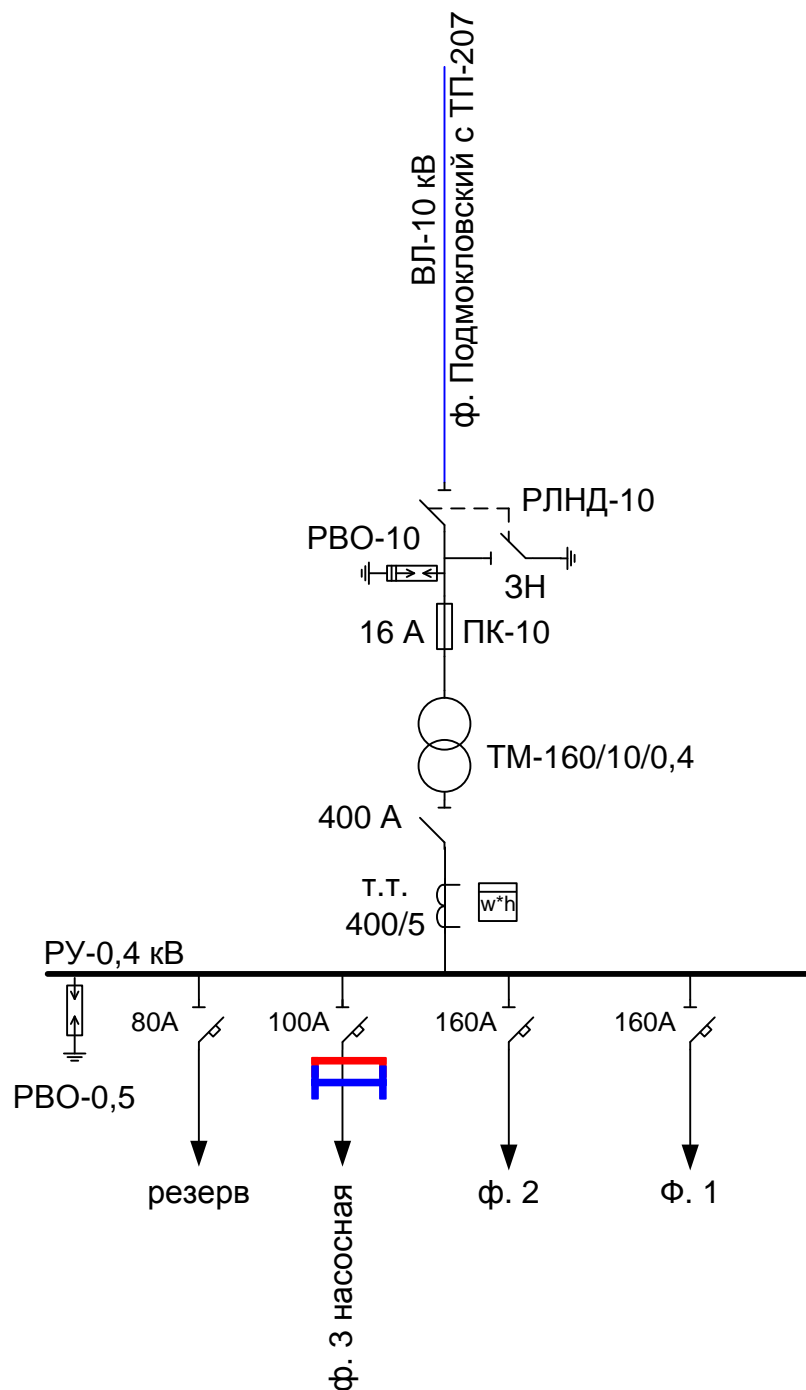 ВЛ-10 кВ
ф. Подмокловский с ТП-207
РЛНД-10
РВО-10
ЗН
16 А
ПК-10
ТМ-160/10/0,4
400 А
т.т.
400/5
w*h
РУ-0,4 кВ
80А
100А
160А
160А
РВО-0,5
резерв
ф. 3 насосная
ф. 2
Ф. 1